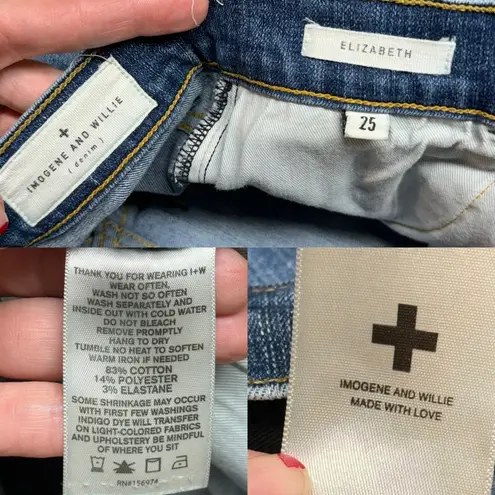 ELIZABETH
25
+
IMOGENE AND WILLIE
(denim)
THANK YOU FOR WEARING I+W
WEAR OFTEN,
WASH NOT SO OFTEN
WASH SEPARATELY AND
INSIDE OUT WITH COLD WATER
DO NOT BLEACH
REMOVE PROMPTLY
HANG TO DRY
TUMBLE NO HEAT TO SOFTEN
WARM IRON IF NEEDED
83% COTTON
14% POLYESTER
3% ELASTANE
SOME SHRINKAGE MAY OCCUR
WITH FIRST FEW WASHINGS
INDIGO DYE WILL TRANSFER
ON LIGHT-COLORED FABRICS
AND UPHOLSTERY BE MINDFUL
OF WHERE YOU SIT
IMOGENE AND WILLIE
MADE WITH LOVE